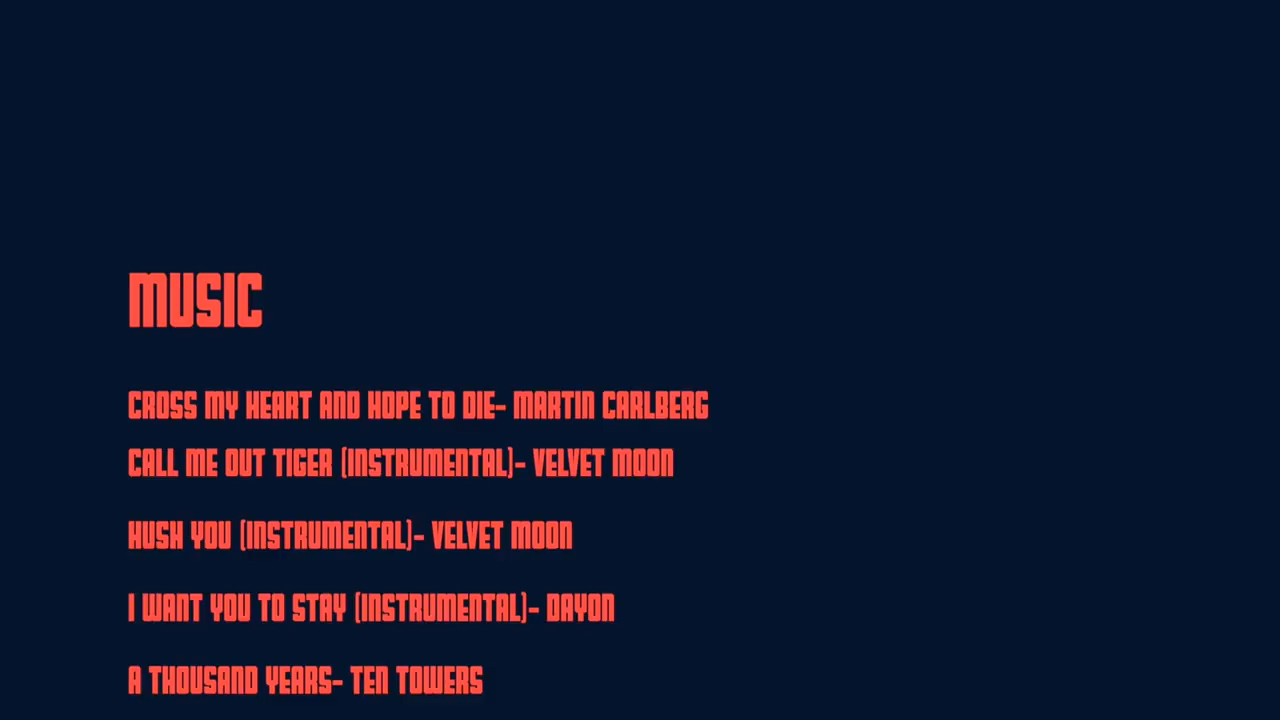 MUSIC
CROSS MY HEART AND HOPE TO DIE- MARTIN CARLBERG
CALL ME OUT TIGER (INSTRUMENTAL)- VELVET MOON
HUSH YOU (INSTRUMENTAL)- VELVET MOON
I WANT YOU TO STAY (INSTRUMENTAL)- DAYON
A THOUSAND YEARS- TEN TOWERS